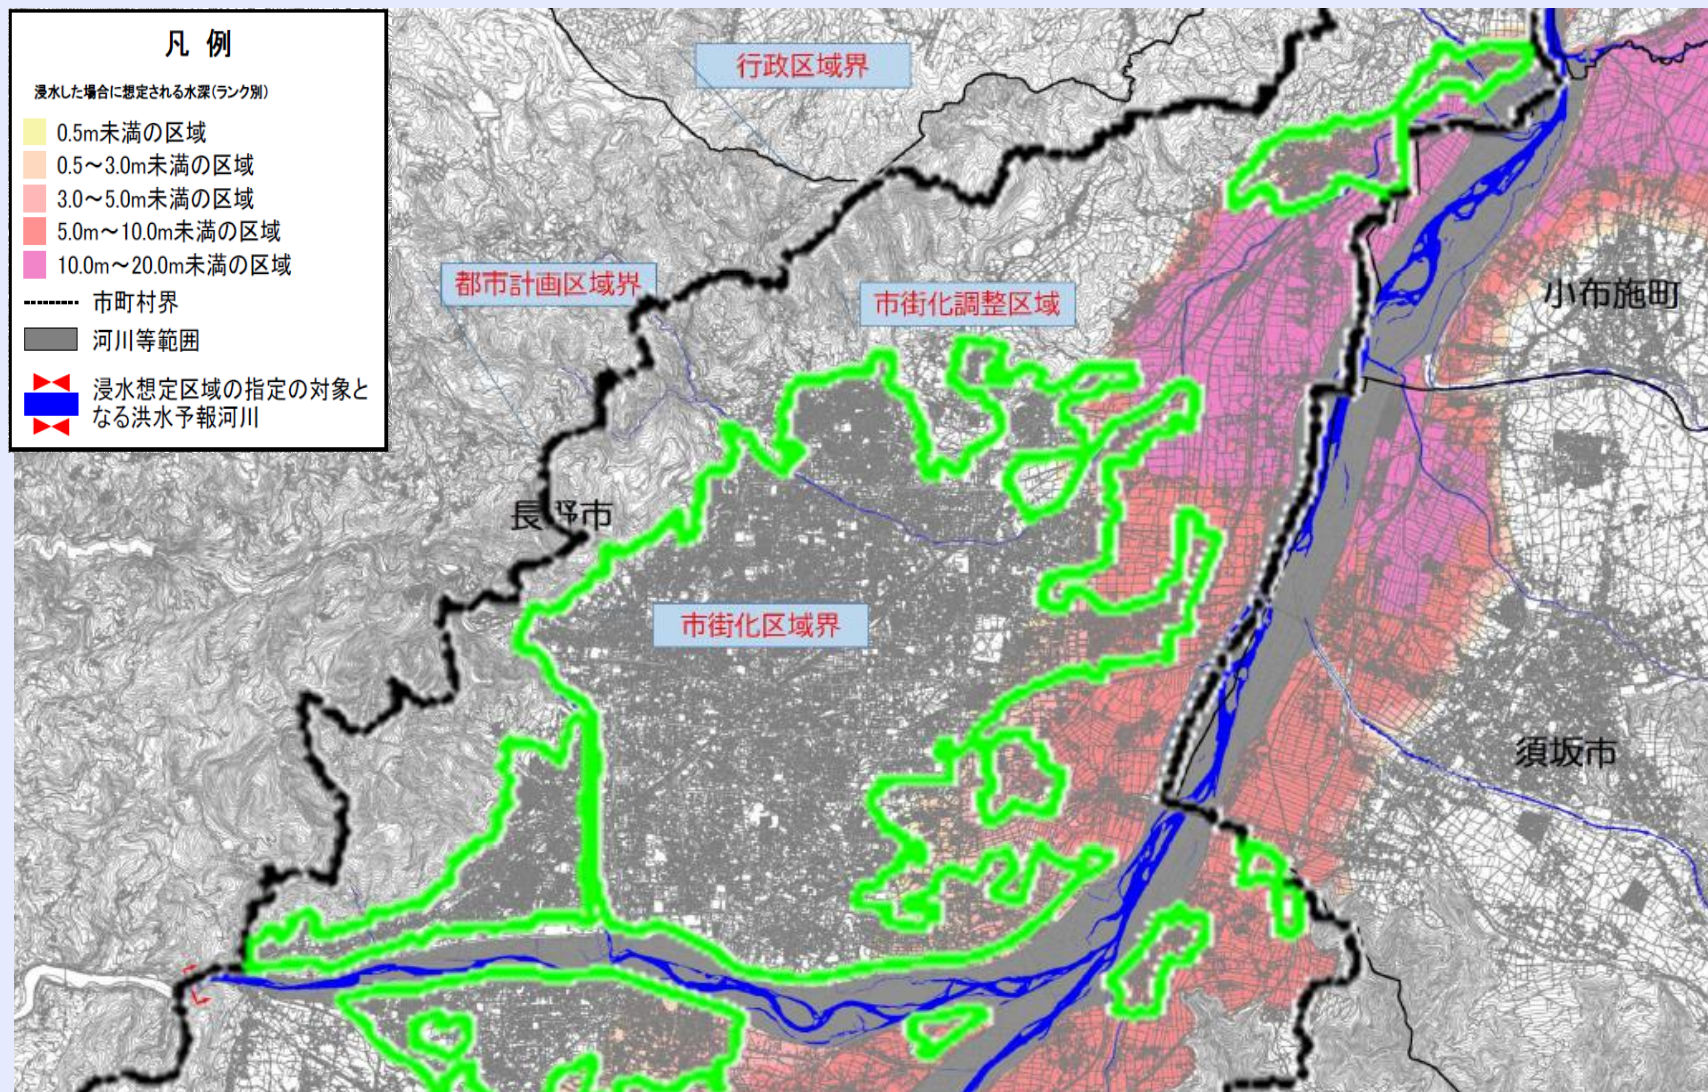 凡 例
浸水した場合に想定される水深(ランク別)
0.5m未満の区域
0.5～3.0m未満の区域
3.0～5.0m未満の区域
5.0m～10.0m未満の区域
10.0m～20.0m未満の区域
市町村界
河川等範囲
浸水想定区域の指定の対象と
なる洪水予報河川
行政区域界
都市計画区域界
市街化調整区域
小布施町
長野市
市街化区域界
須坂市